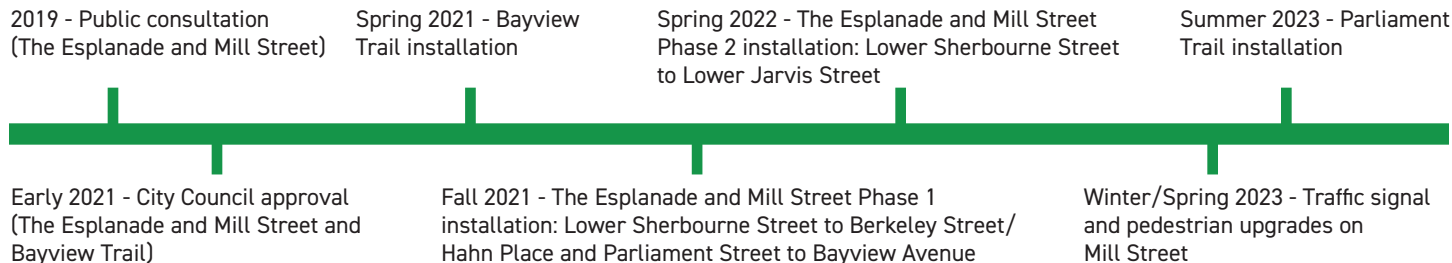 2019 - Public consultation
(The Esplanade and Mill Street)
Spring 2021 - Bayview
Trail installation
Spring 2022 - The Esplanade and Mill Street
Phase 2 installation: Lower Sherbourne Street
to Lower Jarvis Street
Summer 2023 - Parliament
Trail installation
Early 2021 - City Council approval
(The Esplanade and Mill Street and
Bayview Trail)
Fall 2021 - The Esplanade and Mill Street Phase 1
installation: Lower Sherbourne Street to Berkeley Street/
Hahn Place and Parliament Street to Bayview Avenue
Winter/Spring 2023 - Traffic signal
and pedestrian upgrades on
Mill Street